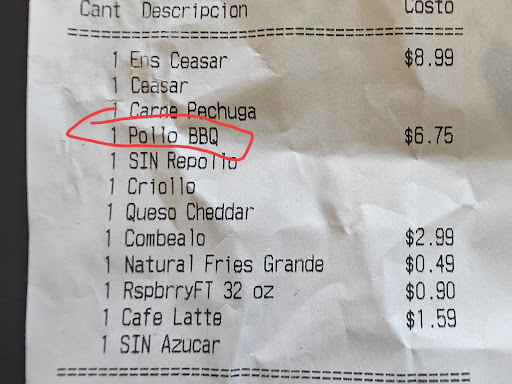 Cant Descripcion Costo
1 Ens Ceasar $8.99
1 Ceasar
1 Carne Pechuga
1 Pollo BBQ $6.75
1 SIN Repollo
1 Criollo
1 Queso Cheddar
1 Combealo $2.99
1 Natural Fries Grande $0.49
1 RspbrryFT 32 oz $0.90
1 Cafe Latte $1.59
1 SIN Azucar